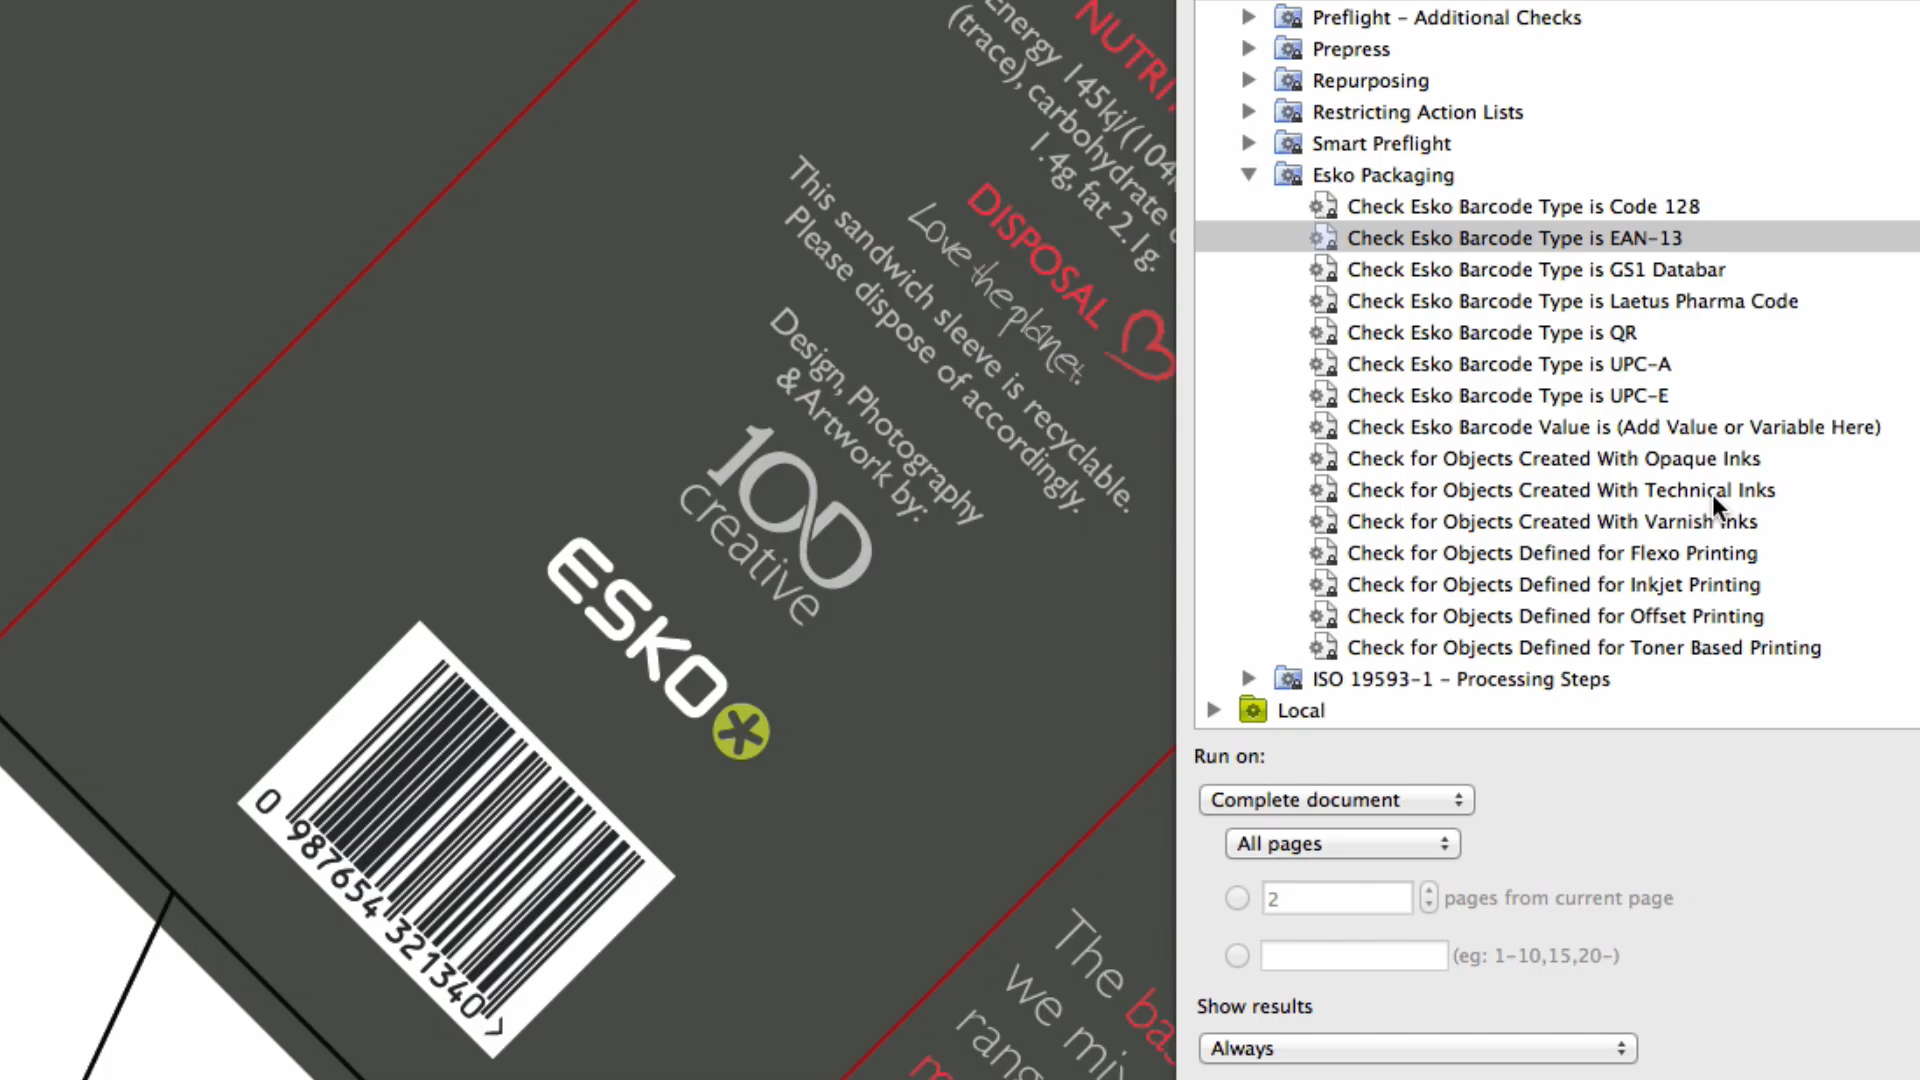 NUTRI
Energy 145kj/(104k
(trace), carbohydrate
1.4g, fat 2.1g.
DISPOSAL
Love the planet.
This sandwich sleeve is recyclable.
Please dispose of accordingly.
Design, Photography
& Artwork by:
100
creative
ESKO
0 987654 321340 >
The ba
we mi
rang
m
Preflight - Additional Checks
Prepress
Repurposing
Restricting Action Lists
Smart Preflight
Esko Packaging
Check Esko Barcode Type is Code 128
Check Esko Barcode Type is EAN-13
Check Esko Barcode Type is GS1 Databar
Check Esko Barcode Type is Laetus Pharma Code
Check Esko Barcode Type is QR
Check Esko Barcode Type is UPC-A
Check Esko Barcode Type is UPC-E
Check Esko Barcode Value is (Add Value or Variable Here)
Check for Objects Created With Opaque Inks
Check for Objects Created With Technical Inks
Check for Objects Created With Varnish Inks
Check for Objects Defined for Flexo Printing
Check for Objects Defined for Inkjet Printing
Check for Objects Defined for Offset Printing
Check for Objects Defined for Toner Based Printing
ISO 19593-1 - Processing Steps
Local
Run on:
Complete document
All pages
2 pages from current page
(eg: 1-10,15,20-)
Show results
Always